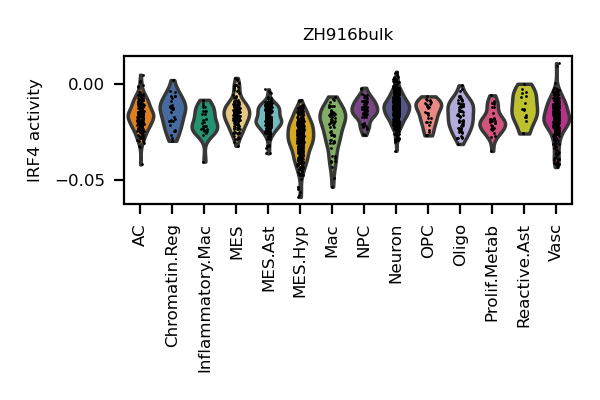 ZH916bulk
IRF4 activity
0.00
−0.05
AC
Chromatin.Reg
Inflammatory.Mac
MES
MES.Ast
MES.Hyp
Mac
NPC
Neuron
OPC
Oligo
Prolif.Metab
Reactive.Ast
Vasc